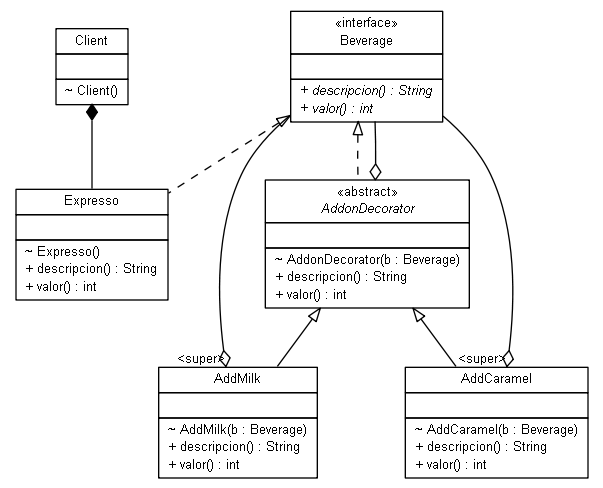 Client
~ Client()
«interface»
Beverage
+ descripcion() : String
+ valor() : int
Expresso
~ Expresso()
+ descripcion() : String
+ valor() : int
«abstract»
AddonDecorator
~ AddonDecorator(b : Beverage)
+ descripcion() : String
+ valor() : int
<super>
AddMilk
~ AddMilk(b : Beverage)
+ descripcion() : String
+ valor() : int
<super>
AddCaramel
~ AddCaramel(b : Beverage)
+ descripcion() : String
+ valor() : int